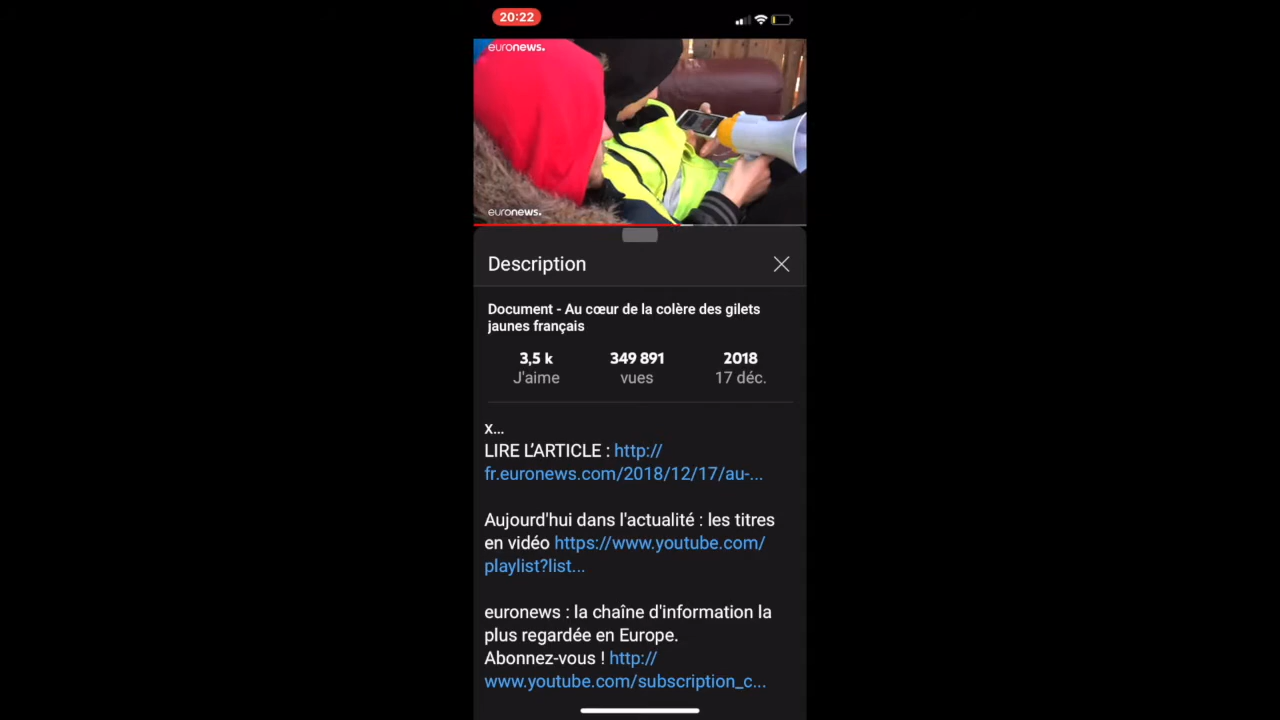 20:22
euronews.
euronews.
Description
Document - Au cœur de la colère des gilets
jaunes français
3,5 k 349 891 2018
J'aime vues 17 déc.
x...
LIRE L’ARTICLE : http://
fr.euronews.com/2018/12/17/au-...
Aujourd'hui dans l'actualité : les titres
en vidéo https://www.youtube.com/
playlist?list...
euronews : la chaîne d'information la
plus regardée en Europe.
Abonnez-vous ! http://
www.youtube.com/subscription_c...